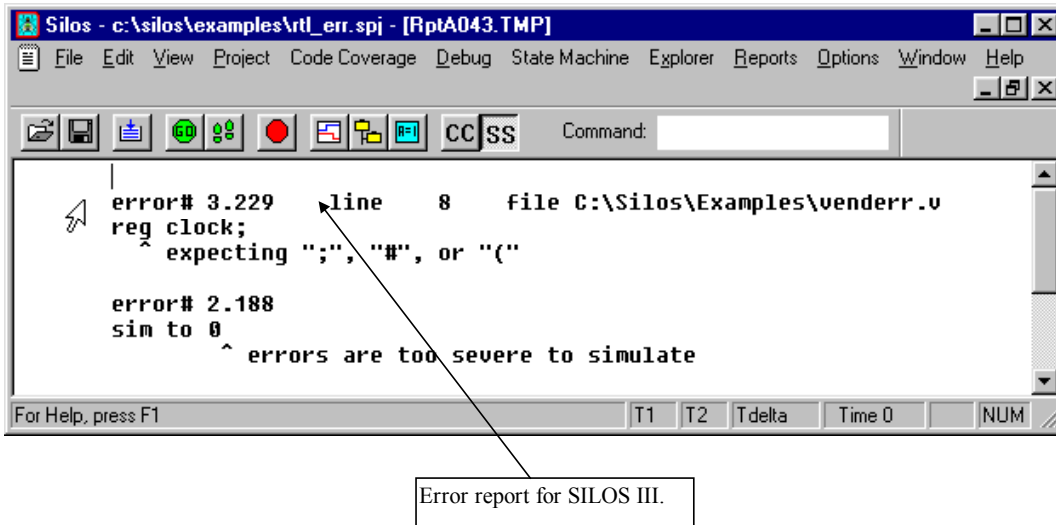 Silos - c:\silos\examples\rtl_err.spj - [RptA043.TMP]
File Edit View Project Code Coverage Debug State Machine Explorer Reports Options Window Help
GO CC SS Command:
error# 3.229 line 8 file C:\Silos\Examples\venderr.v
reg clock;
^ expecting ";", "#", or "("
error# 2.188
sim to 0
^ errors are too severe to simulate
For Help, press F1 T1 T2 Tdelta Time 0 NUM
Error report for SILOS III.